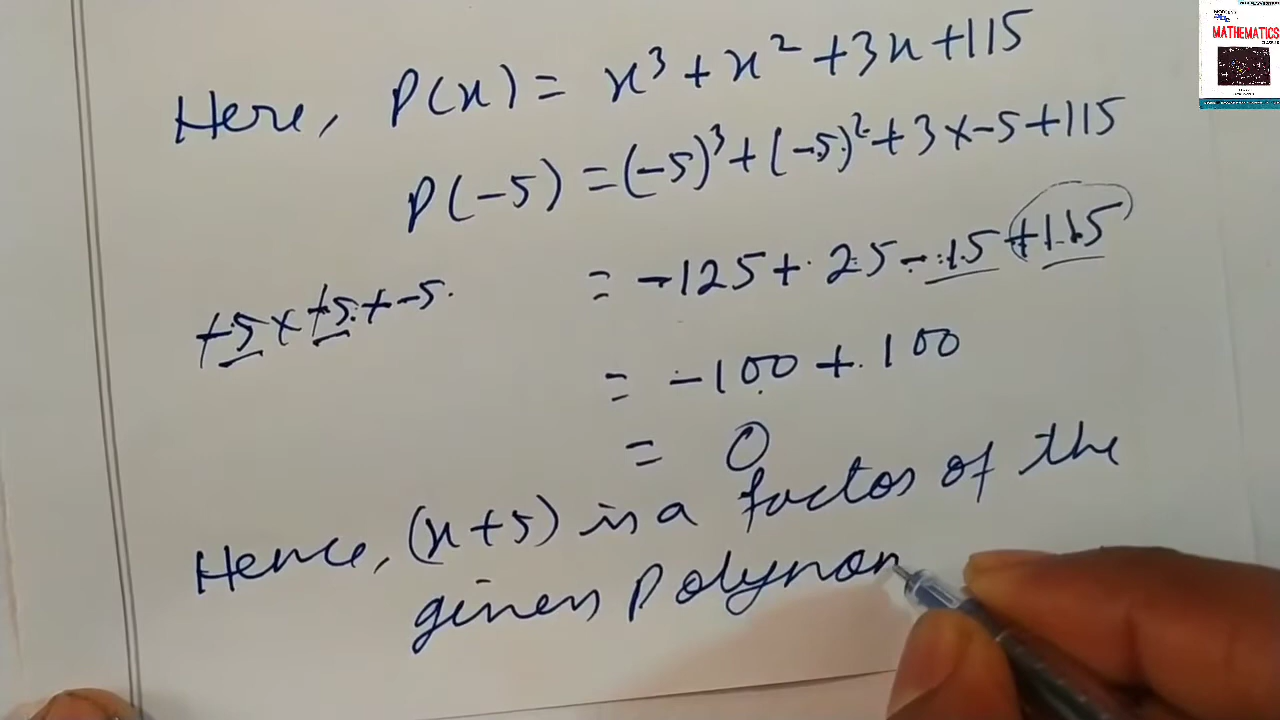 Here, P(x) = x³ + x² + 3x + 115
P(-5) = (-5)³ + (-5)² + 3 x -5 + 115
= -125 + 25 - 15 + 115
+5 x +5 x -5
= -100 + 100
= 0
Hence, (x+5) is a factor of the
given Polynom
MATHEMATICS